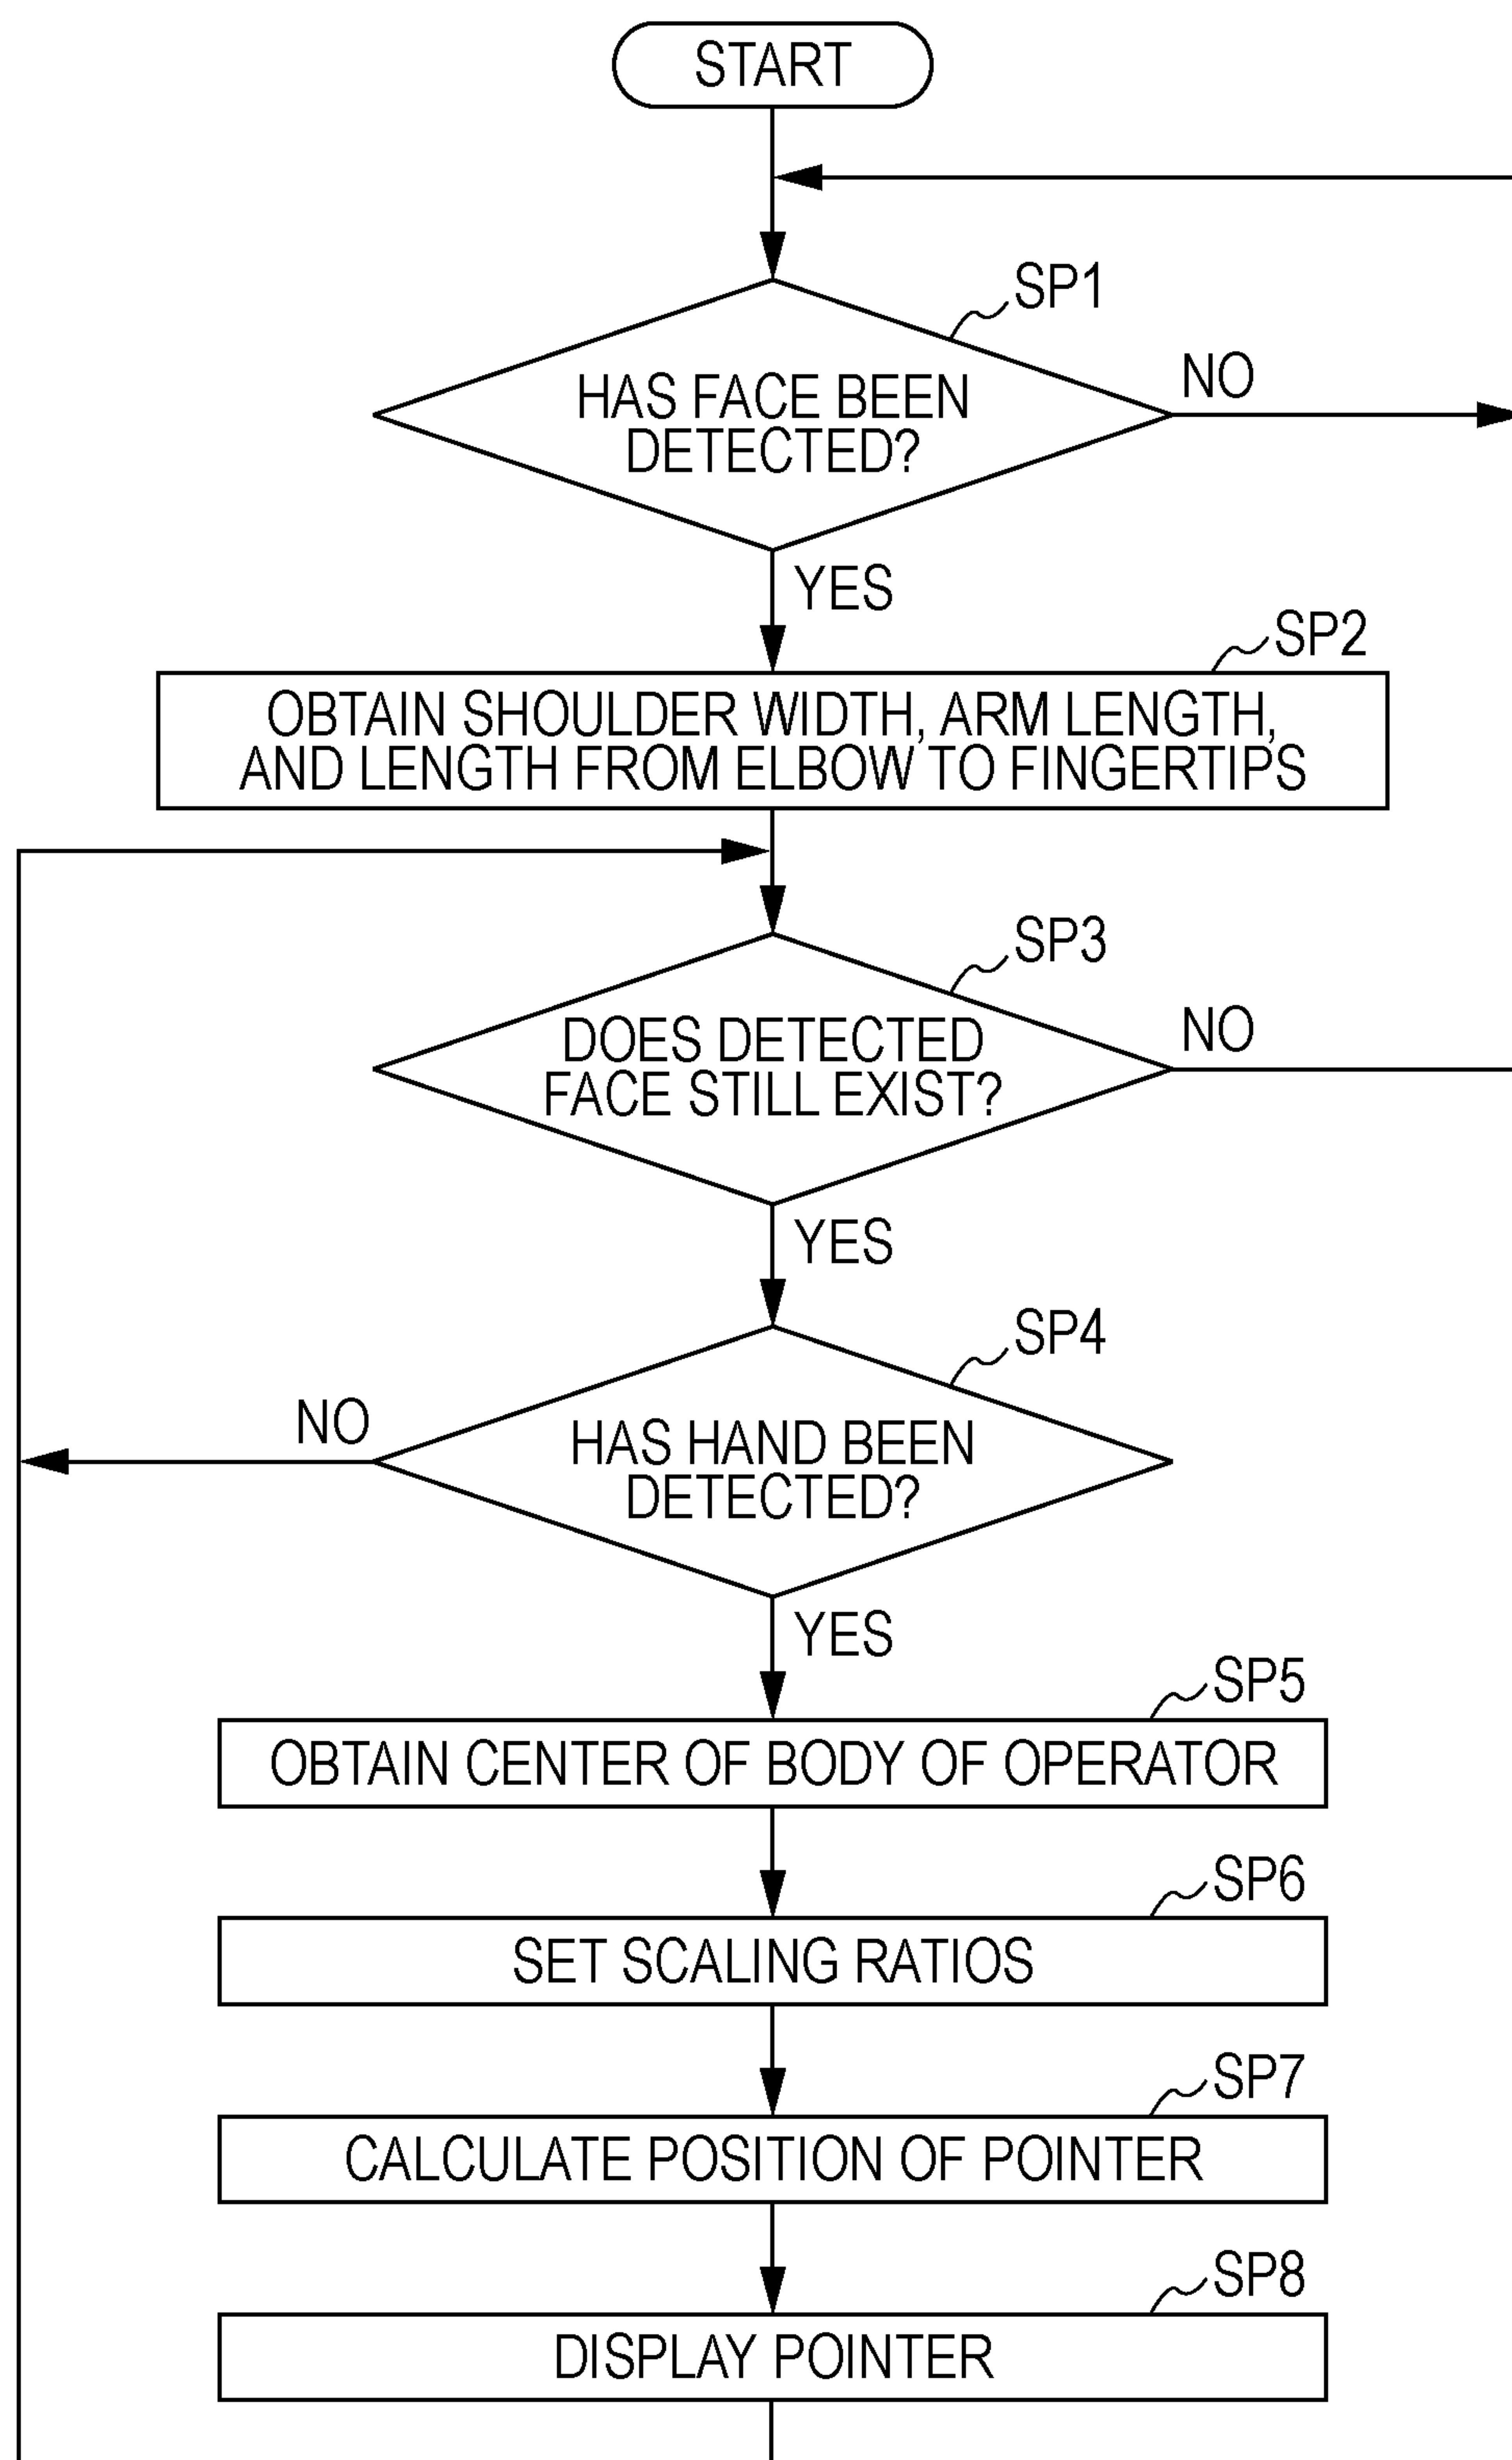 START
SP1
HAS FACE BEEN
DETECTED?
NO
YES
SP2
OBTAIN SHOULDER WIDTH, ARM LENGTH,
AND LENGTH FROM ELBOW TO FINGERTIPS
SP3
DOES DETECTED
FACE STILL EXIST?
NO
YES
SP4
HAS HAND BEEN
DETECTED?
NO
YES
SP5
OBTAIN CENTER OF BODY OF OPERATOR
SP6
SET SCALING RATIOS
SP7
CALCULATE POSITION OF POINTER
SP8
DISPLAY POINTER